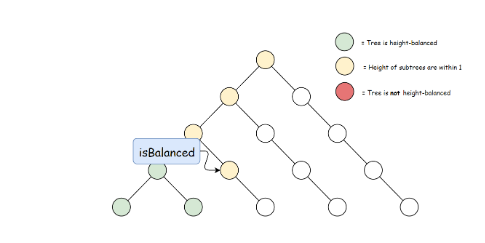 = Tree is height-balanced
= Height of subtrees are within 1
= Tree is not height-balanced
isBalanced